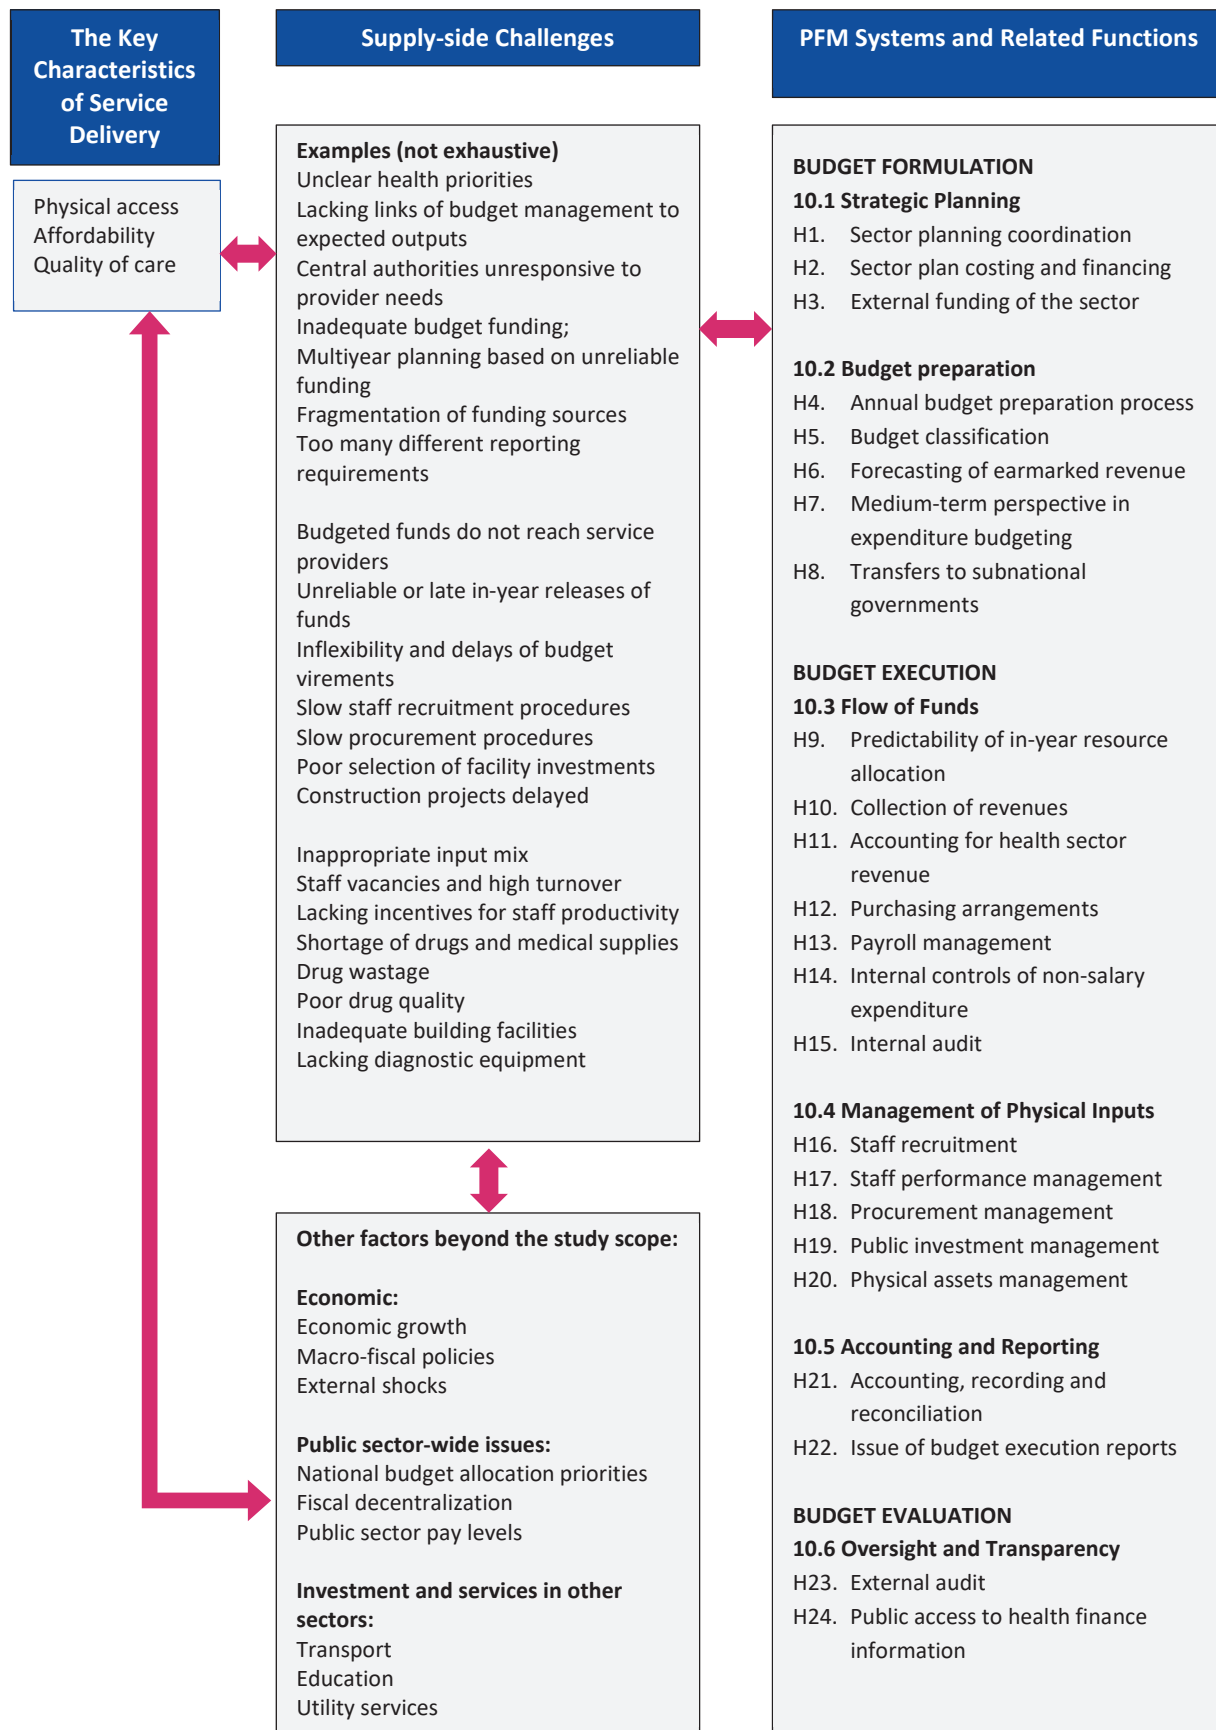 The Key
Characteristics
of Service
Delivery
Physical access
Affordability
Quality of care
Supply-side Challenges
Examples (not exhaustive)
Unclear health priorities
Lacking links of budget management to
expected outputs
Central authorities unresponsive to
provider needs
Inadequate budget funding;
Multiyear planning based on unreliable
funding
Fragmentation of funding sources
Too many different reporting
requirements
Budgeted funds do not reach service
providers
Unreliable or late in-year releases of
funds
Inflexibility and delays of budget
virements
Slow staff recruitment procedures
Slow procurement procedures
Poor selection of facility investments
Construction projects delayed
Inappropriate input mix
Staff vacancies and high turnover
Lacking incentives for staff productivity
Shortage of drugs and medical supplies
Drug wastage
Poor drug quality
Inadequate building facilities
Lacking diagnostic equipment
Other factors beyond the study scope:
Economic:
Economic growth
Macro-fiscal policies
External shocks
Public sector-wide issues:
National budget allocation priorities
Fiscal decentralization
Public sector pay levels
Investment and services in other
sectors:
Transport
Education
Utility services
PFM Systems and Related Functions
BUDGET FORMULATION
10.1 Strategic Planning
H1. Sector planning coordination
H2. Sector plan costing and financing
H3. External funding of the sector
10.2 Budget preparation
H4. Annual budget preparation process
H5. Budget classification
H6. Forecasting of earmarked revenue
H7. Medium-term perspective in
expenditure budgeting
H8. Transfers to subnational
governments
BUDGET EXECUTION
10.3 Flow of Funds
H9. Predictability of in-year resource
allocation
H10. Collection of revenues
H11. Accounting for health sector
revenue
H12. Purchasing arrangements
H13. Payroll management
H14. Internal controls of non-salary
expenditure
H15. Internal audit
10.4 Management of Physical Inputs
H16. Staff recruitment
H17. Staff performance management
H18. Procurement management
H19. Public investment management
H20. Physical assets management
10.5 Accounting and Reporting
H21. Accounting, recording and
reconciliation
H22. Issue of budget execution reports
BUDGET EVALUATION
10.6 Oversight and Transparency
H23. External audit
H24. Public access to health finance
information